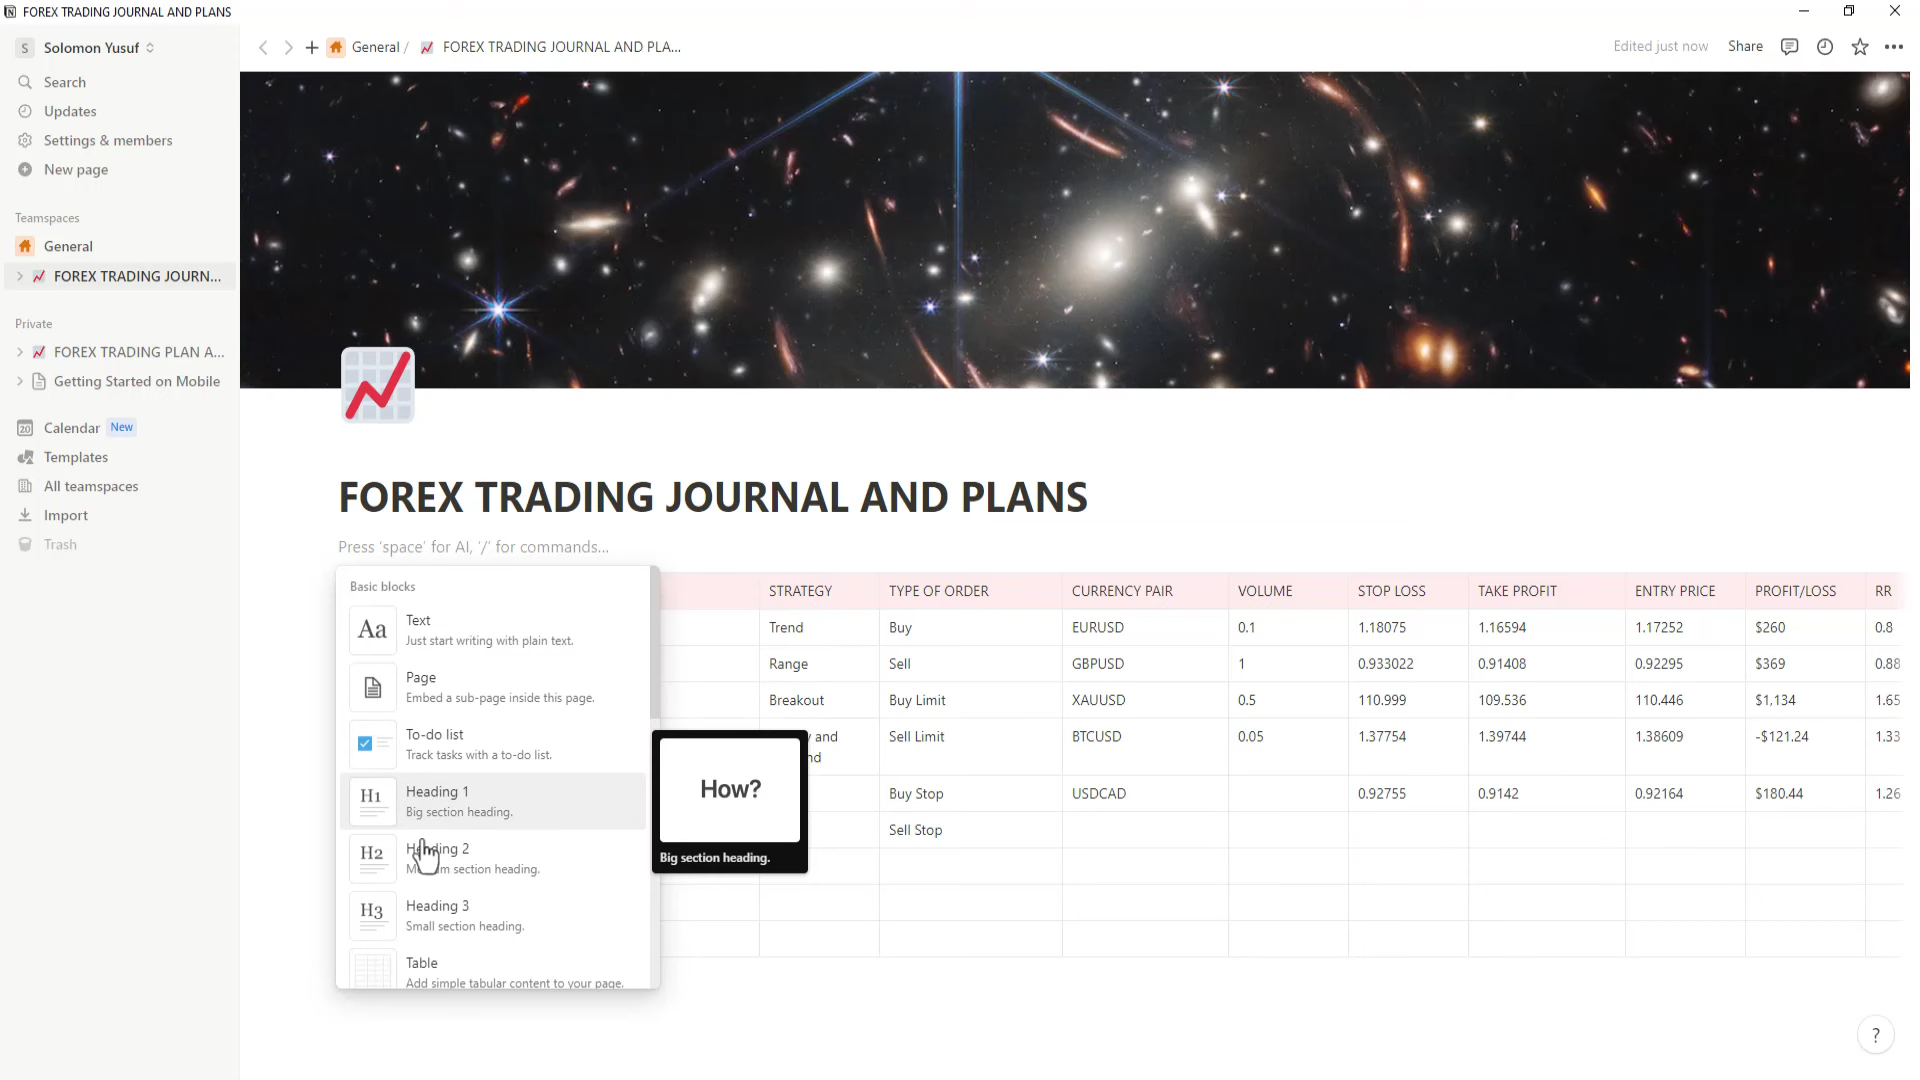 FOREX TRADING JOURNAL AND PLANS
S Solomon Yusuf
Search
Updates
Settings & members
New page
Teamspaces
General
FOREX TRADING JOURN...
Private
FOREX TRADING PLAN A...
Getting Started on Mobile
20 Calendar New
Templates
All teamspaces
Import
Trash
General / FOREX TRADING JOURNAL AND PLA...
Edited just now Share
FOREX TRADING JOURNAL AND PLANS
Press 'space' for AI, '/' for commands...
Basic blocks
Aa Text
Just start writing with plain text.
Page
Embed a sub-page inside this page.
To-do list
Track tasks with a to-do list.
H1 Heading 1
Big section heading.
H2 Heading 2
section heading.
H3 Heading 3
Small section heading.
Table
Add simple tabular content to your page.
How?
Big section heading.
STRATEGY TYPE OF ORDER CURRENCY PAIR VOLUME STOP LOSS TAKE PROFIT ENTRY PRICE PROFIT/LOSS RR
Trend Buy EURUSD 0.1 1.18075 1.16594 1.17252 $260 0.8
Range Sell GBPUSD 1 0.933022 0.91408 0.92295 $369 0.88
Breakout Buy Limit XAUUSD 0.5 110.999 109.536 110.446 $1,134 1.65
and Sell Limit BTCUSD 0.05 1.37754 1.39744 1.38609 -$121.24 1.33
Buy Stop USDCAD 0.92755 0.9142 0.92164 $180.44 1.26
Sell Stop
?